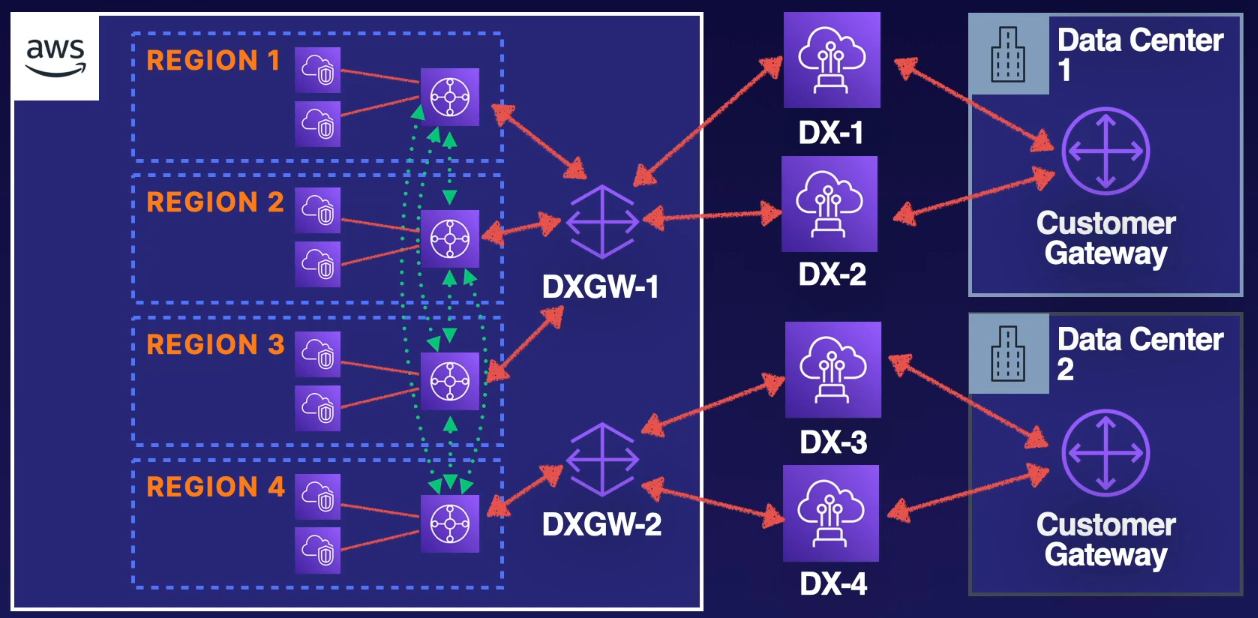 aws
REGION 1
REGION 2
REGION 3
REGION 4
DXGW-1
DXGW-2
DX-1
DX-2
DX-3
DX-4
Data Center
1
Customer
Gateway
Data Center
2
Customer
Gateway